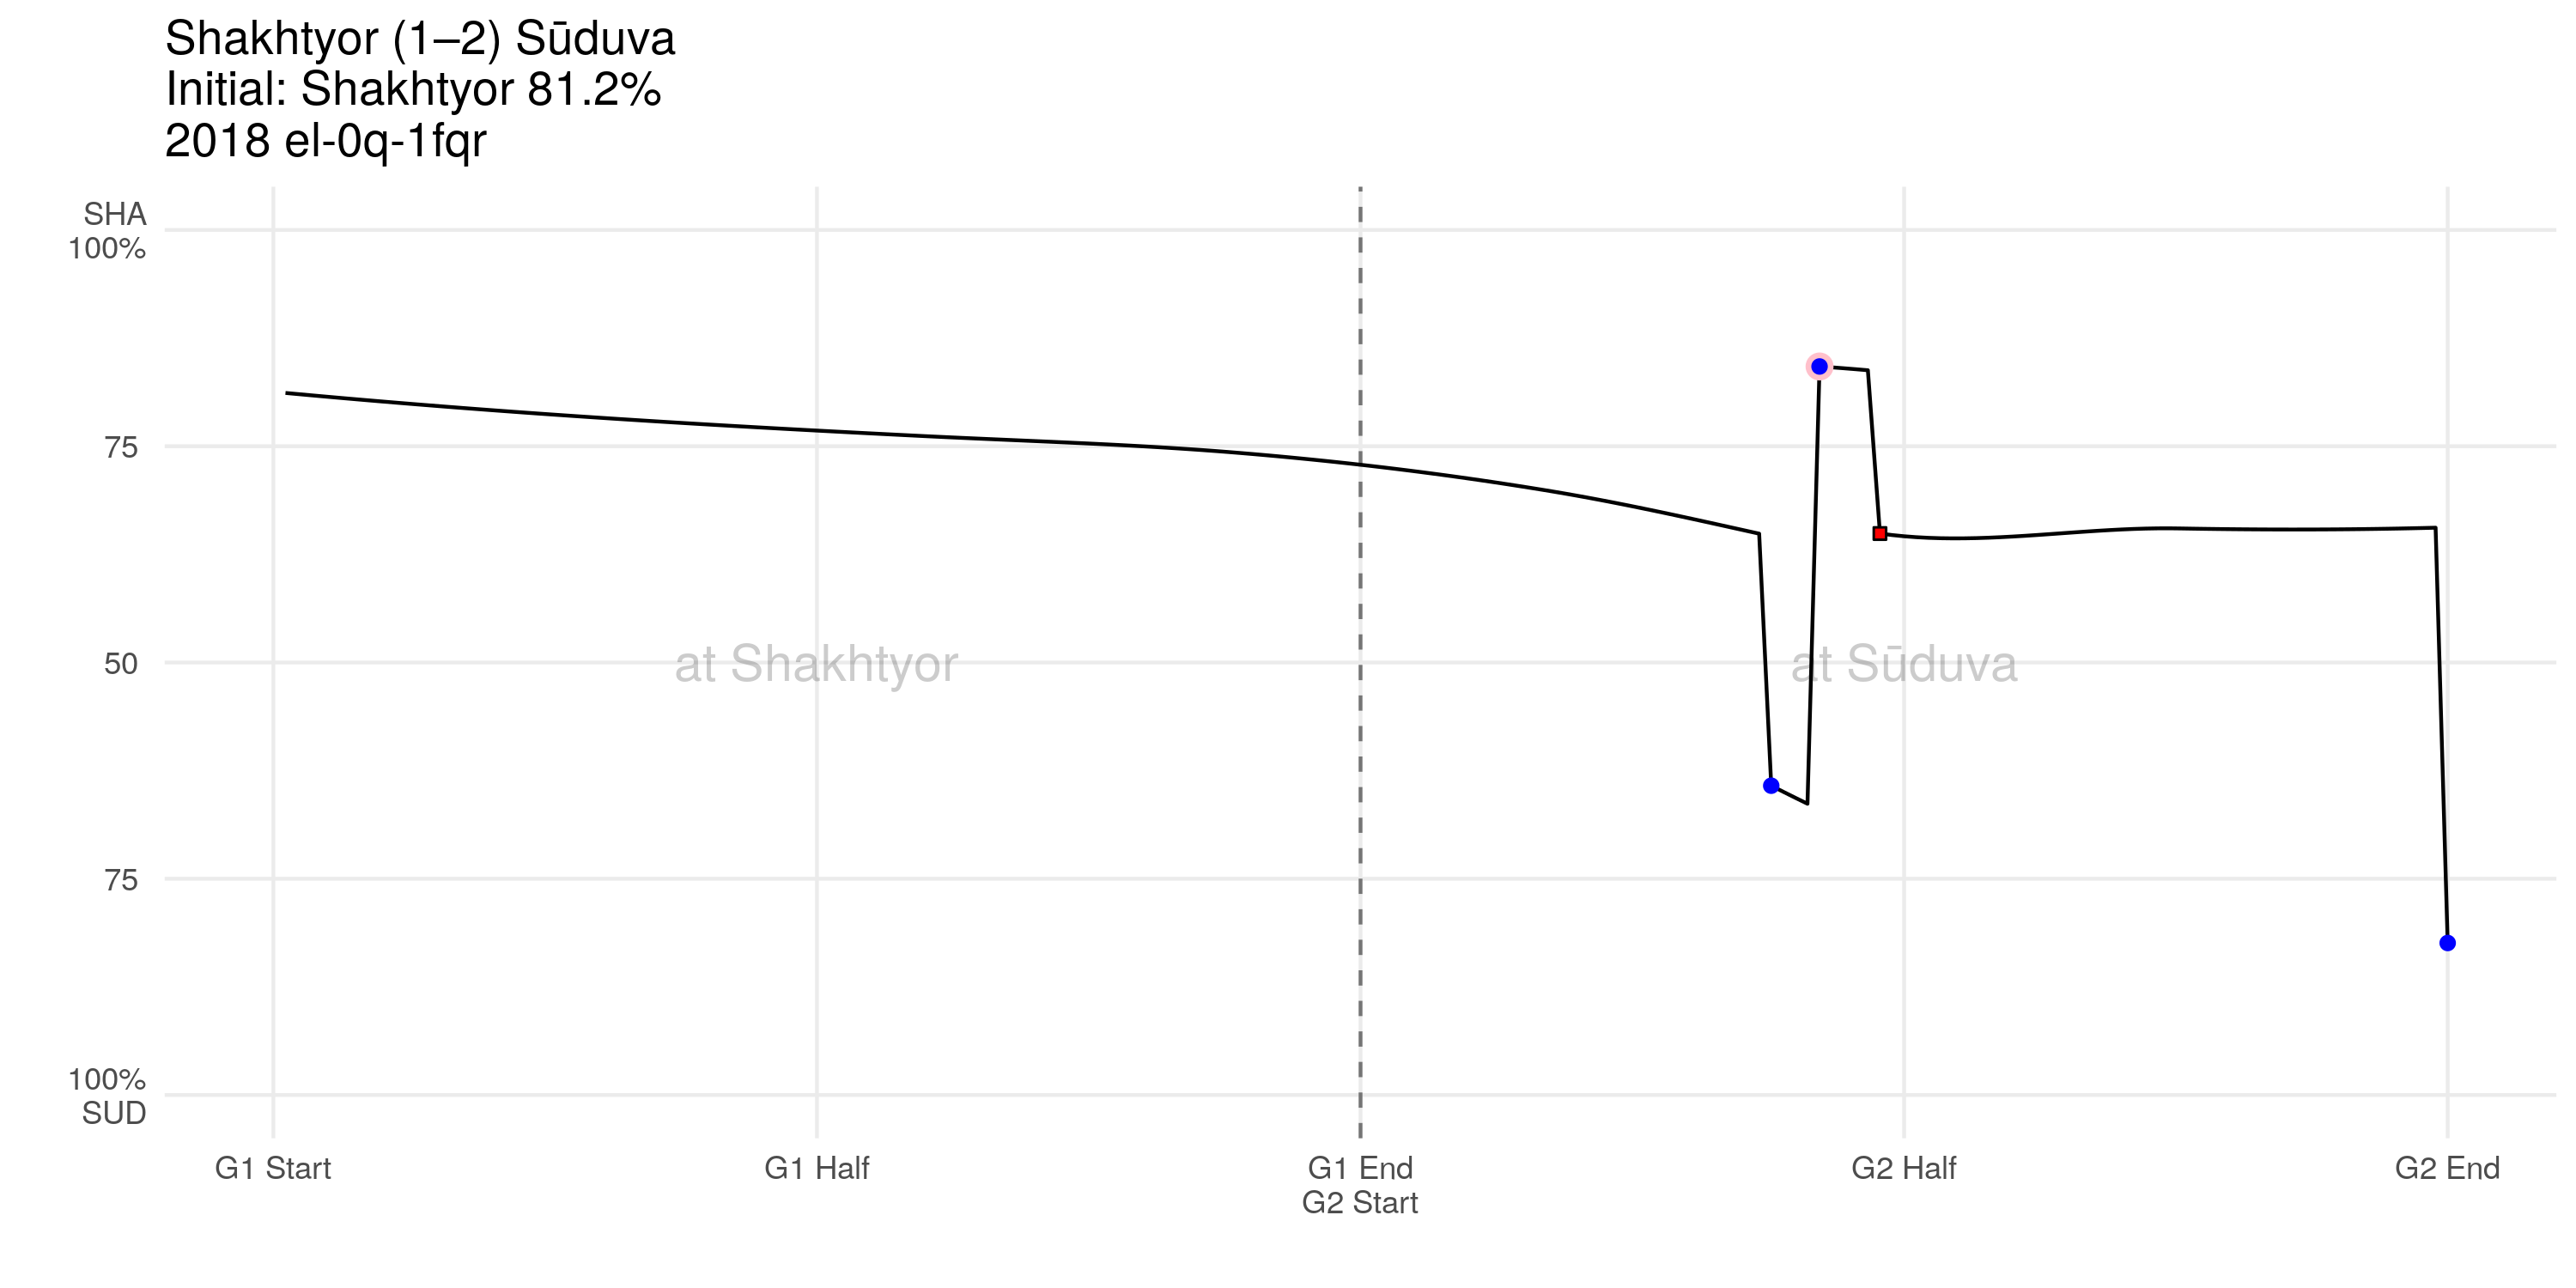 Shakhtyor (1–2) Sūduva
Initial: Shakhtyor 81.2%
2018 el-0q-1fqr
SHA
100%
75
50
75
100%
SUD
at Shakhtyor
at Sūduva
G1 Start
G1 Half
G1 End
G2 Start
G2 Half
G2 End